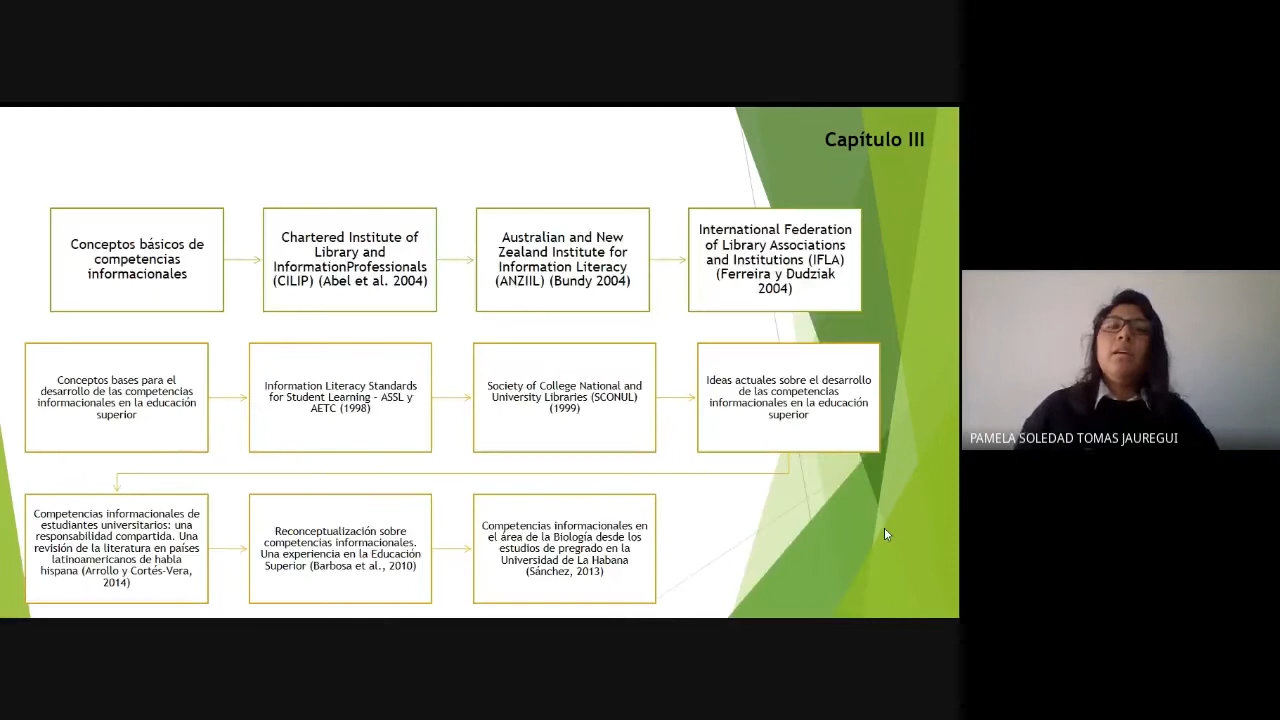 Capítulo III
Conceptos básicos de
competencias
informacionales
Chartered Institute of
Library and
InformationProfessionals
(CILIP) (Abel et al. 2004)
Australian and New
Zealand Institute for
Information Literacy
(ANZIIL) (Bundy 2004)
International Federation
of Library Associations
and Institutions (IFLA)
(Ferreira y Dudziak
2004)
Conceptos bases para el
desarrollo de las competencias
informacionales en la educación
superior
Information Literacy Standards
for Student Learning – ASSL y
AETC (1998)
Society of College National and
University Libraries (SCONUL)
(1999)
Ideas actuales sobre el desarrollo
de las competencias
informacionales en la educación
superior
Competencias informacionales de
estudiantes universitarios: una
responsabilidad compartida. Una
revisión de la literatura en países
latinoamericanos de habla
hispana (Arrollo y Cortés-Vera,
2014)
Reconceptualización sobre
competencias informacionales.
Una experiencia en la Educación
Superior (Barbosa et al., 2010)
Competencias informacionales en
el área de la Biología desde los
estudios de pregrado en la
Universidad de La Habana
(Sánchez, 2013)
PAMELA SOLEDAD TOMAS JAUREGUI